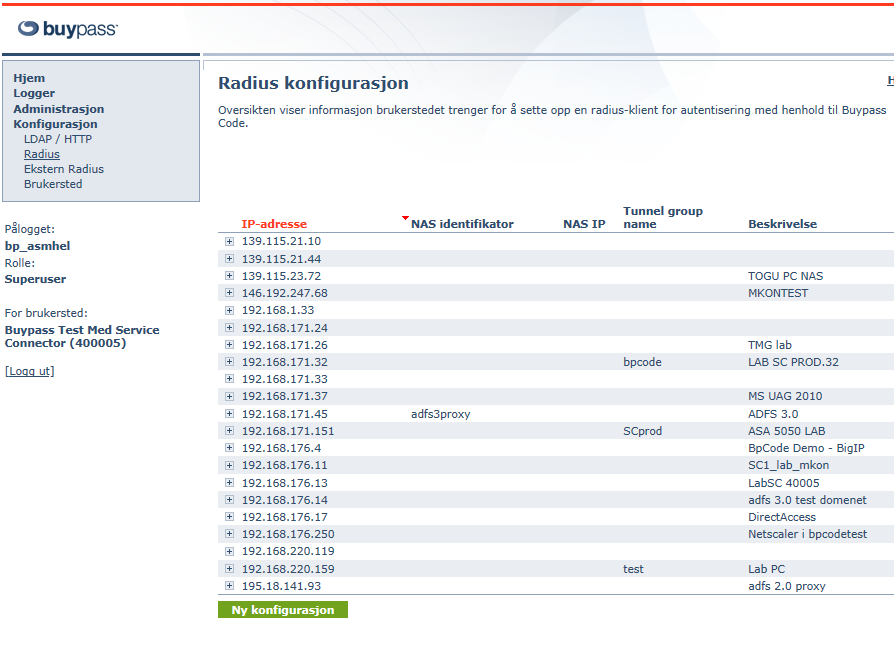 buypass
Hjem
Logger
Administrasjon
Konfigurasjon
LDAP / HTTP
Radius
Ekstern Radius
Brukersted
Pålogget:
bp_asmhel
Rolle:
Superuser
For brukersted:
Buypass Test Med Service
Connector (400005)
[Logg ut]
Radius konfigurasjon
H
Oversikten viser informasjon brukerstedet trenger for å sette opp en radius-klient for autentisering med henhold til Buypass
Code.
IP-adresse NAS identifikator NAS IP Tunnel group name Beskrivelse
139.115.21.10
139.115.21.44
139.115.23.72 TOGU PC NAS
146.192.247.68 MKONTEST
192.168.1.33
192.168.171.24
192.168.171.26 TMG lab
192.168.171.32 bpcode LAB SC PROD.32
192.168.171.33
192.168.171.37 MS UAG 2010
192.168.171.45 adfs3proxy ADFS 3.0
192.168.171.151 SCprod ASA 5050 LAB
192.168.176.4 BpCode Demo - BigIP
192.168.176.11 SC1_lab_mkon
192.168.176.13 LabSC 40005
192.168.176.14 adfs 3.0 test domenet
192.168.176.17 DirectAccess
192.168.176.250 Netscaler i bpcodetest
192.168.220.119
192.168.220.159 test Lab PC
195.18.141.93 adfs 2.0 proxy
Ny konfigurasjon